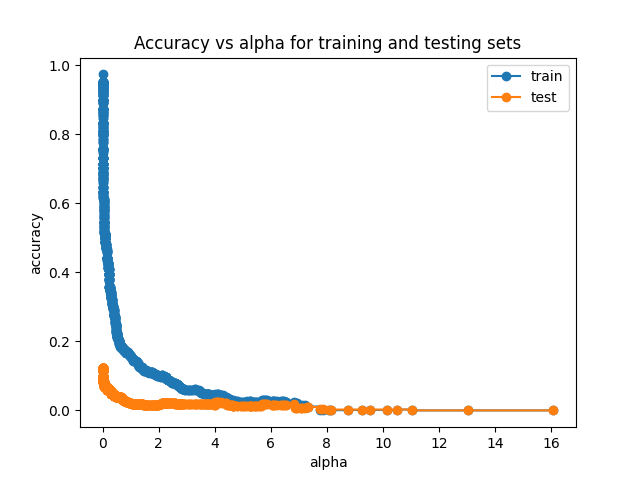 Accuracy vs alpha for training and testing sets
train
test
1.0
0.8
0.6
0.4
0.2
0.0
accuracy
0 2 4 6 8 10 12 14 16
alpha